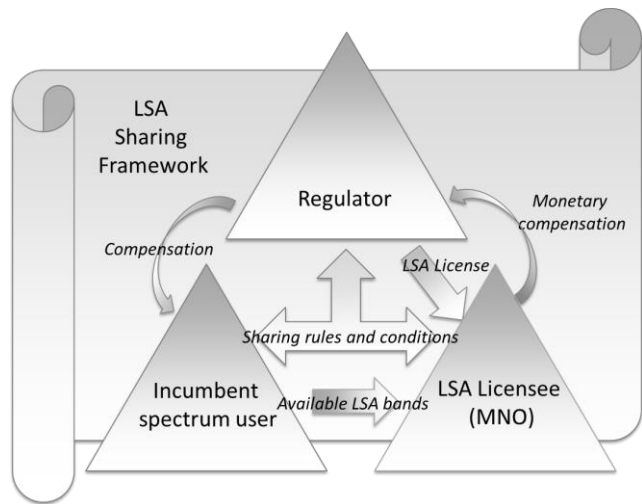 LSA
Sharing
Framework
Regulator
Monetary
compensation
Compensation
LSA License
Sharing rules and conditions
Incumbent
spectrum user
Available LSA bands
LSA Licensee
(MNO)